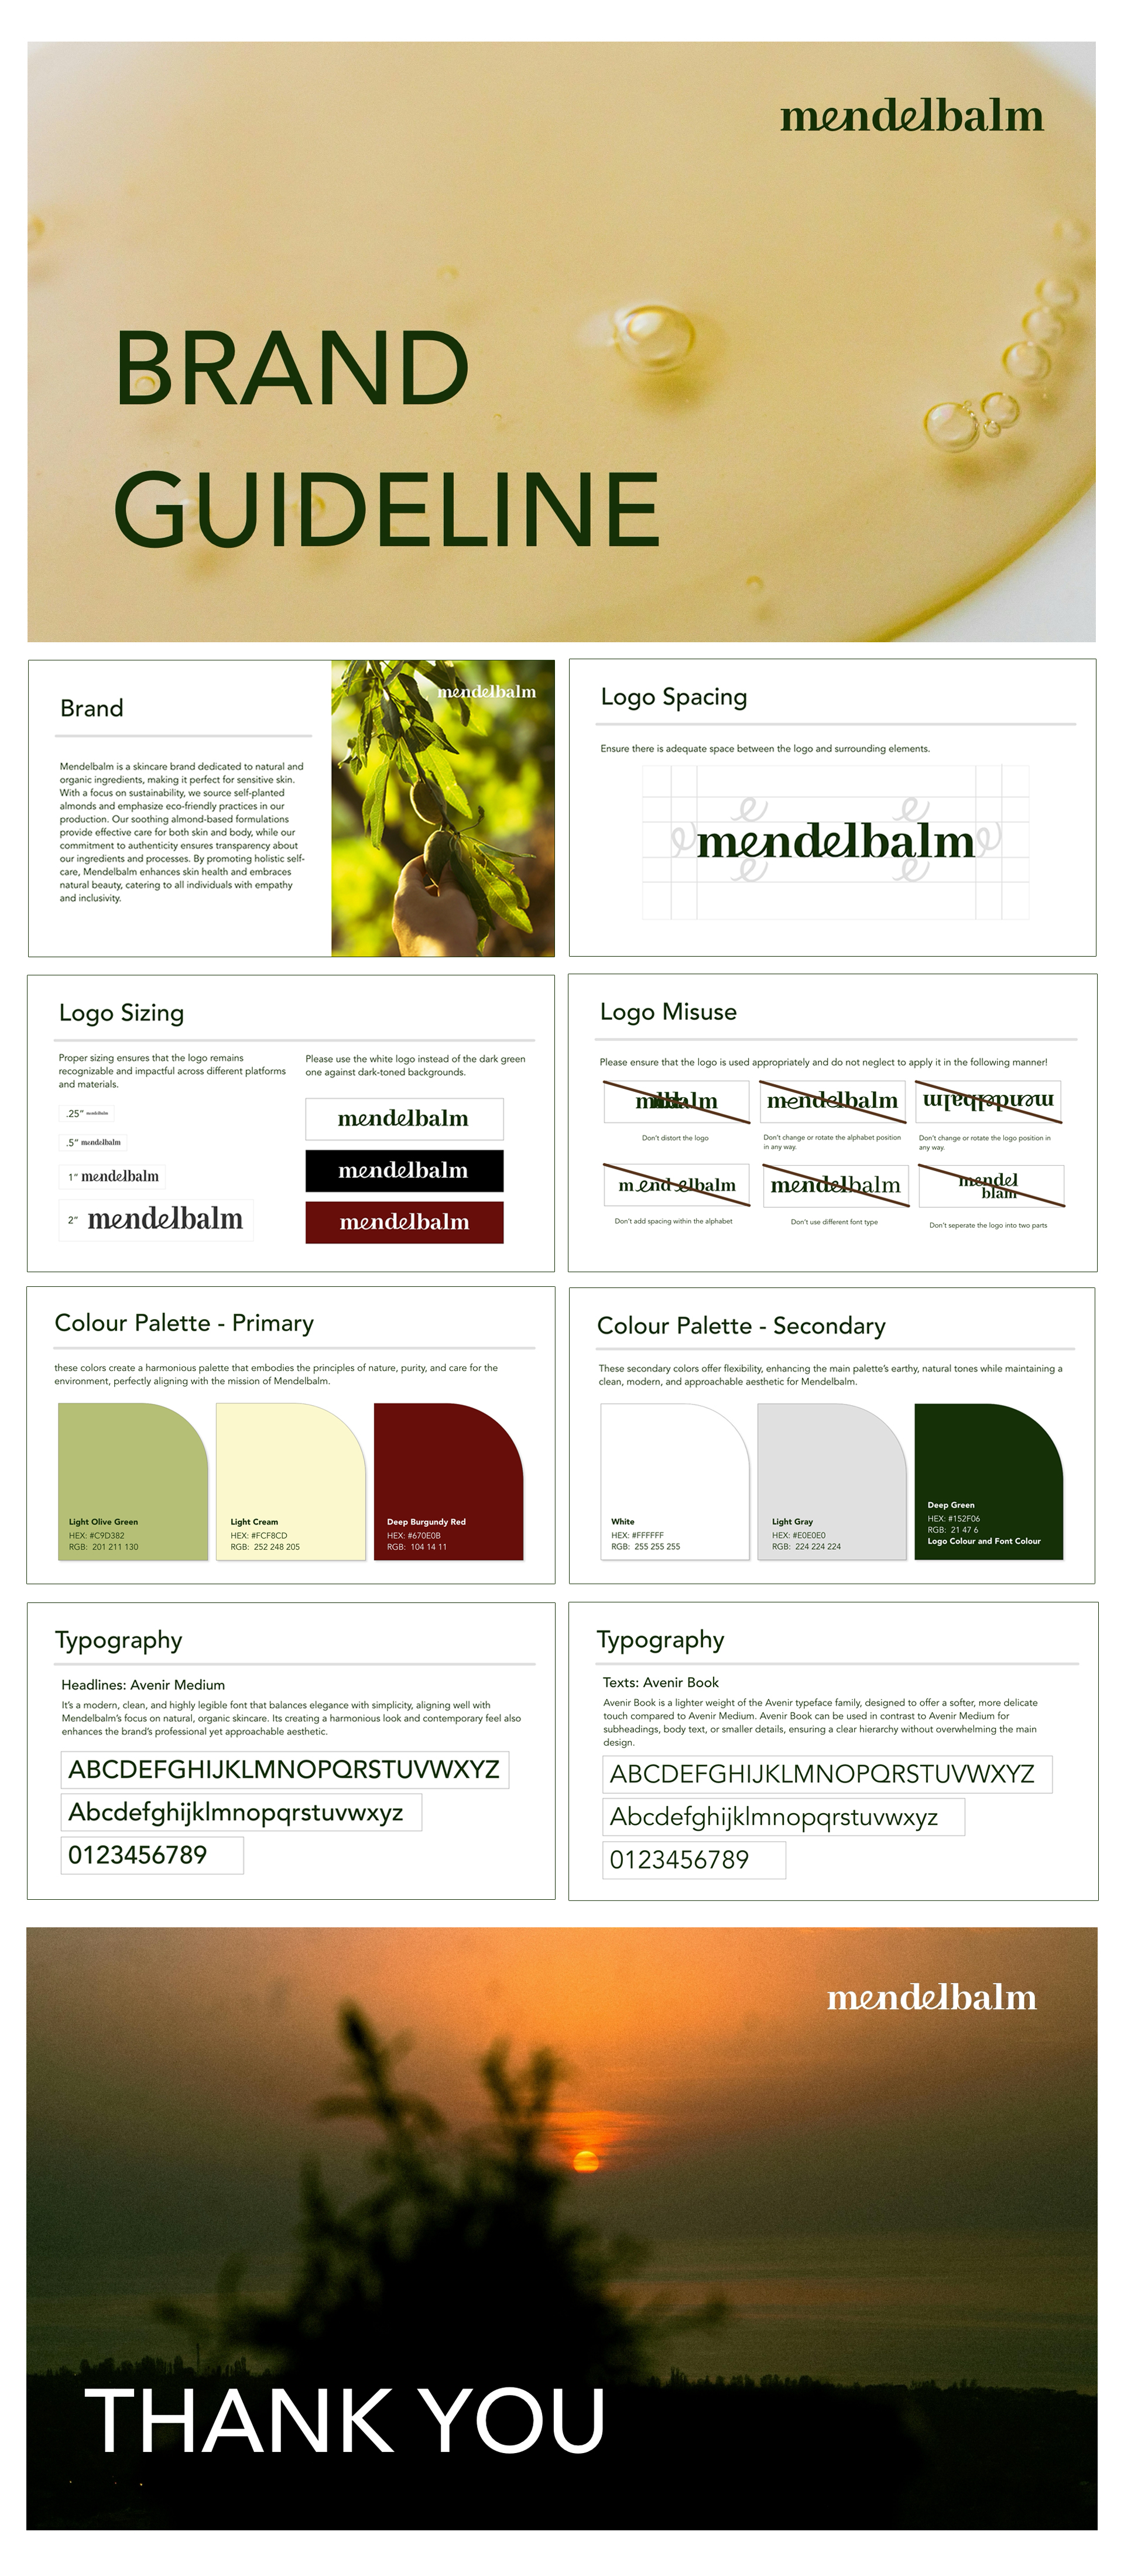 mendelbalm
BRAND
GUIDELINE
Brand
mendelbalm
Mendelbalm is a skincare brand dedicated to natural and
organic ingredients, making it perfect for sensitive skin.
With a focus on sustainability, we source self-planted
almonds and emphasize eco-friendly practices in our
production. Our soothing almond-based formulations
provide effective care for both skin and body, while our
commitment to authenticity ensures transparency about
our ingredients and processes. By promoting holistic self-
care, Mendelbalm enhances skin health and embraces
natural beauty, catering to all individuals with empathy
and inclusivity.
Logo Spacing
Ensure there is adequate space between the logo and surrounding elements.
e e
e mendelbalm e
e e
Logo Sizing
Proper sizing ensures that the logo remains
recognizable and impactful across different platforms
and materials.
.25” mendelbalm
.5” mendelbalm
1” mendelbalm
2” mendelbalm
Please use the white logo instead of the dark green
one against dark-toned backgrounds.
mendelbalm
mendelbalm
mendelbalm
Logo Misuse
Please ensure that the logo is used appropriately and do not neglect to apply it in the following manner!
mendelbalm
mendelbalm
Don’t distort the logo
Don’t change or rotate the alphabet position
in any way.
Don’t change or rotate the logo position in
any way.
m end elbalm
mendelbalm
mendel
blam
Don’t add spacing within the alphabet
Don’t use different font type
Don’t seperate the logo into two parts
Colour Palette - Primary
these colors create a harmonious palette that embodies the principles of nature, purity, and care for the
environment, perfectly aligning with the mission of Mendelbalm.
Light Olive Green
HEX: #C9D382
RGB: 201 211 130
Light Cream
HEX: #FCF8CD
RGB: 252 248 205
Deep Burgundy Red
HEX: #670E0B
RGB: 104 14 11
Colour Palette - Secondary
These secondary colors offer flexibility, enhancing the main palette’s earthy, natural tones while maintaining a
clean, modern, and approachable aesthetic for Mendelbalm.
White
HEX: #FFFFFF
RGB: 255 255 255
Light Gray
HEX: #E0E0E0
RGB: 224 224 224
Deep Green
HEX: #152F06
RGB: 21 47 6
Logo Colour and Font Colour
Typography
Headlines: Avenir Medium
It’s a modern, clean, and highly legible font that balances elegance with simplicity, aligning well with
Mendelbalm’s focus on natural, organic skincare. Its creating a harmonious look and contemporary feel also
enhances the brand’s professional yet approachable aesthetic.
ABCDEFGHIJKLMNOPQRSTUVWXYZ
Abcdefghijklmnopqrstuvwxyz
0123456789
Typography
Texts: Avenir Book
Avenir Book is a lighter weight of the Avenir typeface family, designed to offer a softer, more delicate
touch compared to Avenir Medium. Avenir Book can be used in contrast to Avenir Medium for
subheadings, body text, or smaller details, ensuring a clear hierarchy without overwhelming the main
design.
ABCDEFGHIJKLMNOPQRSTUVWXYZ
Abcdefghijklmnopqrstuvwxyz
0123456789
mendelbalm
THANK YOU